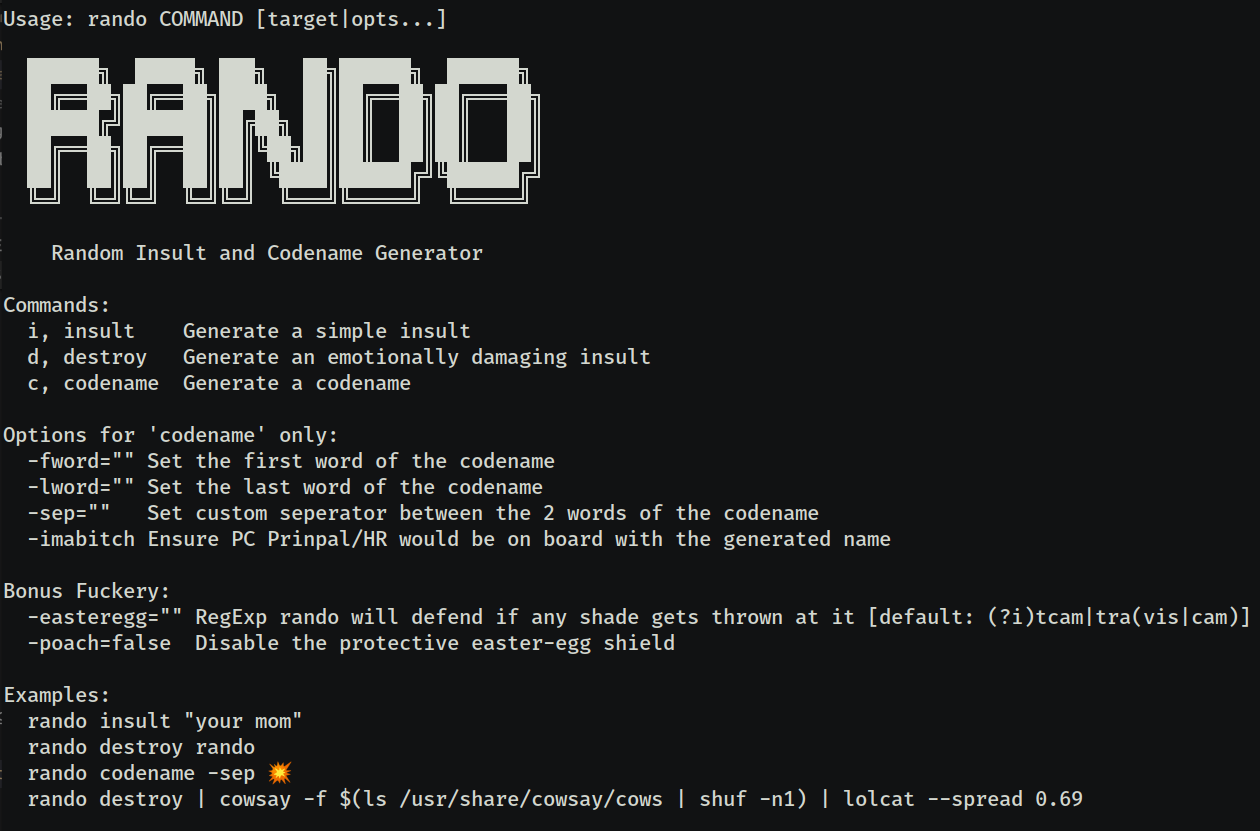 Usage: rando COMMAND [target|opts...]
RANDO
Random Insult and Codename Generator
Commands:
i, insult    Generate a simple insult
d, destroy   Generate an emotionally damaging insult
c, codename  Generate a codename
Options for 'codename' only:
-fword="" Set the first word of the codename
-lword="" Set the last word of the codename
-sep=""   Set custom seperator between the 2 words of the codename
-imabitch Ensure PC Prinpal/HR would be on board with the generated name
Bonus Fuckery:
-easteregg="" RegExp rando will defend if any shade gets thrown at it [default: (?i)tcam|tra(vis|cam)]
-poach=false  Disable the protective easter-egg shield
Examples:
rando insult "your mom"
rando destroy rando
rando codename -sep 💥
rando destroy | cowsay -f $(ls /usr/share/cowsay/cows | shuf -n1) | lolcat --spread 0.69